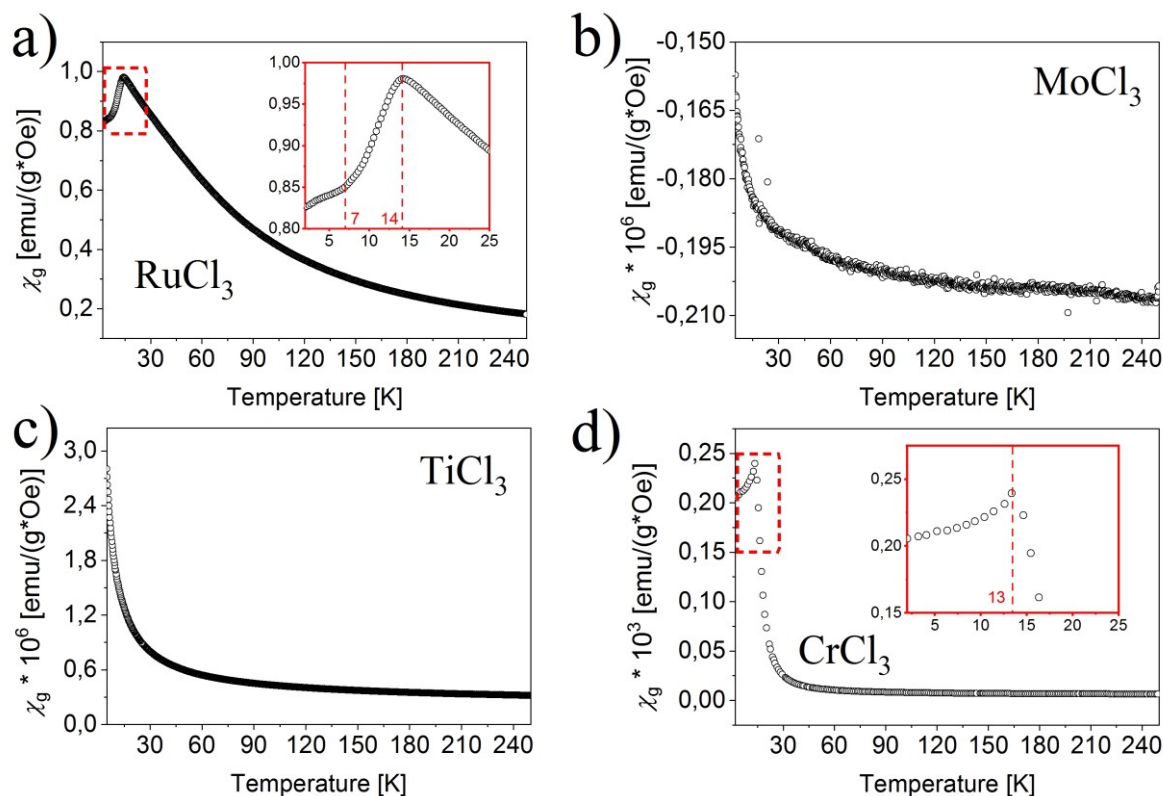 a)
χg [emu/(g*Oe)]
1,0
0,8
0,6
0,4
0,2
RuCl3
1,00
0,95
0,90
0,85
0,80
7
14
5 10 15 20 25
30 60 90 120 150 180 210 240
Temperature [K]
b)
χg * 10^6 [emu/(g*Oe)]
-0,150
-0,165
-0,180
-0,195
-0,210
MoCl3
30 60 90 120 150 180 210 240
Temperature [K]
c)
χg * 10^6 [emu/(g*Oe)]
3,0
2,4
1,8
1,2
0,6
0,0
TiCl3
30 60 90 120 150 180 210 240
Temperature [K]
d)
χg * 10^3 [emu/(g*Oe)]
0,25
0,20
0,15
0,10
0,05
0,00
CrCl3
0,25
0,20
0,15
13
5 10 15 20 25
30 60 90 120 150 180 210 240
Temperature [K]